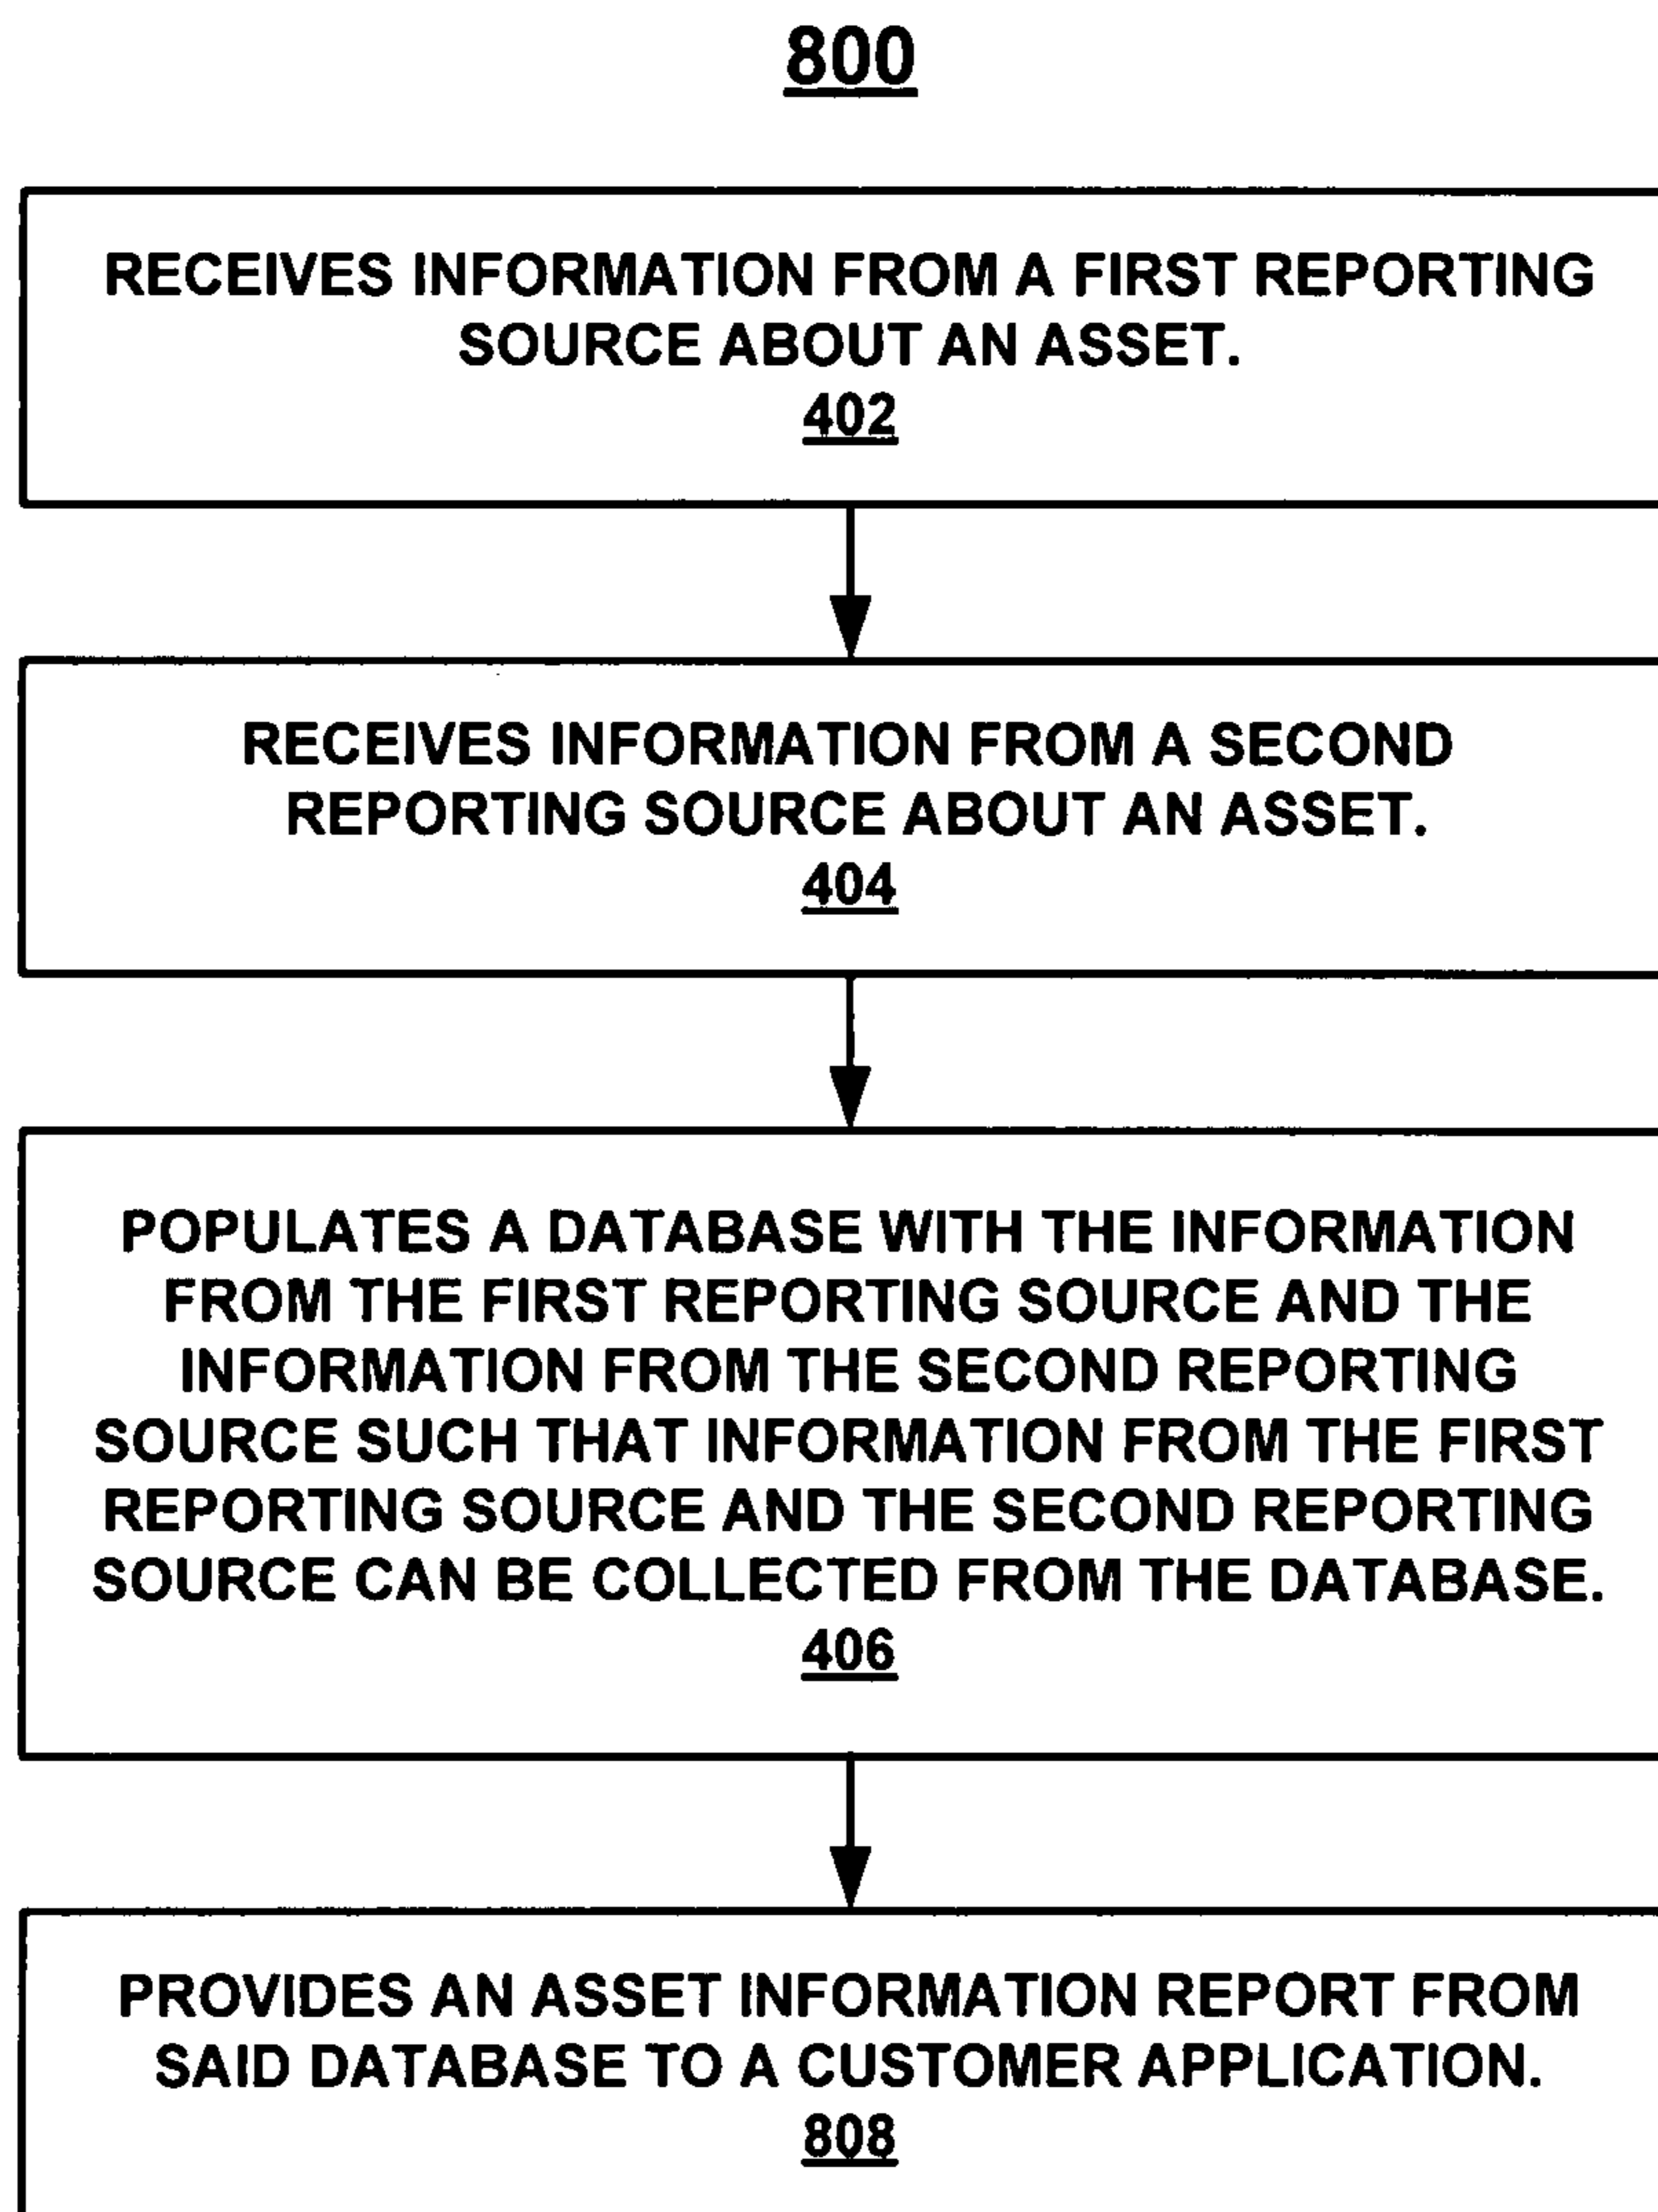 800
RECEIVES INFORMATION FROM A FIRST REPORTING
SOURCE ABOUT AN ASSET.
402
RECEIVES INFORMATION FROM A SECOND
REPORTING SOURCE ABOUT AN ASSET.
404
POPULATES A DATABASE WITH THE INFORMATION
FROM THE FIRST REPORTING SOURCE AND THE
INFORMATION FROM THE SECOND REPORTING
SOURCE SUCH THAT INFORMATION FROM THE FIRST
REPORTING SOURCE AND THE SECOND REPORTING
SOURCE CAN BE COLLECTED FROM THE DATABASE.
406
PROVIDES AN ASSET INFORMATION REPORT FROM
SAID DATABASE TO A CUSTOMER APPLICATION.
808